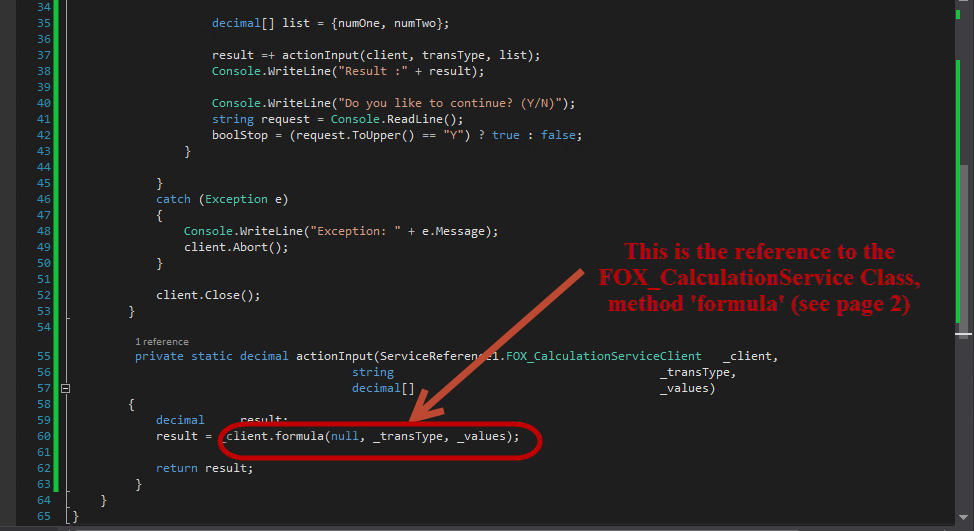 34
35 decimal[] list = {numOne, numTwo};
36
37 result =+ actionInput(client, transType, list);
38 Console.WriteLine("Result :" + result);
39
40 Console.WriteLine("Do you like to continue? (Y/N)");
41 string request = Console.ReadLine();
42 boolStop = (request.ToUpper() == "Y") ? true : false;
43 }
44
45 }
46 catch (Exception e)
47 {
48 Console.WriteLine("Exception: " + e.Message);
49 client.Abort();
50 }
51
52 client.Close();
53 }
54
This is the reference to the
FOX_CalculationService Class,
method 'formula' (see page 2)
1 reference
55 private static decimal actionInput(ServiceReference1.FOX_CalculationServiceClient _client,
56 string _transType,
57 decimal[] _values)
58 {
59 decimal result;
60 result = _client.formula(null, _transType, _values);
61
62 return result;
63 }
64 }
65 }